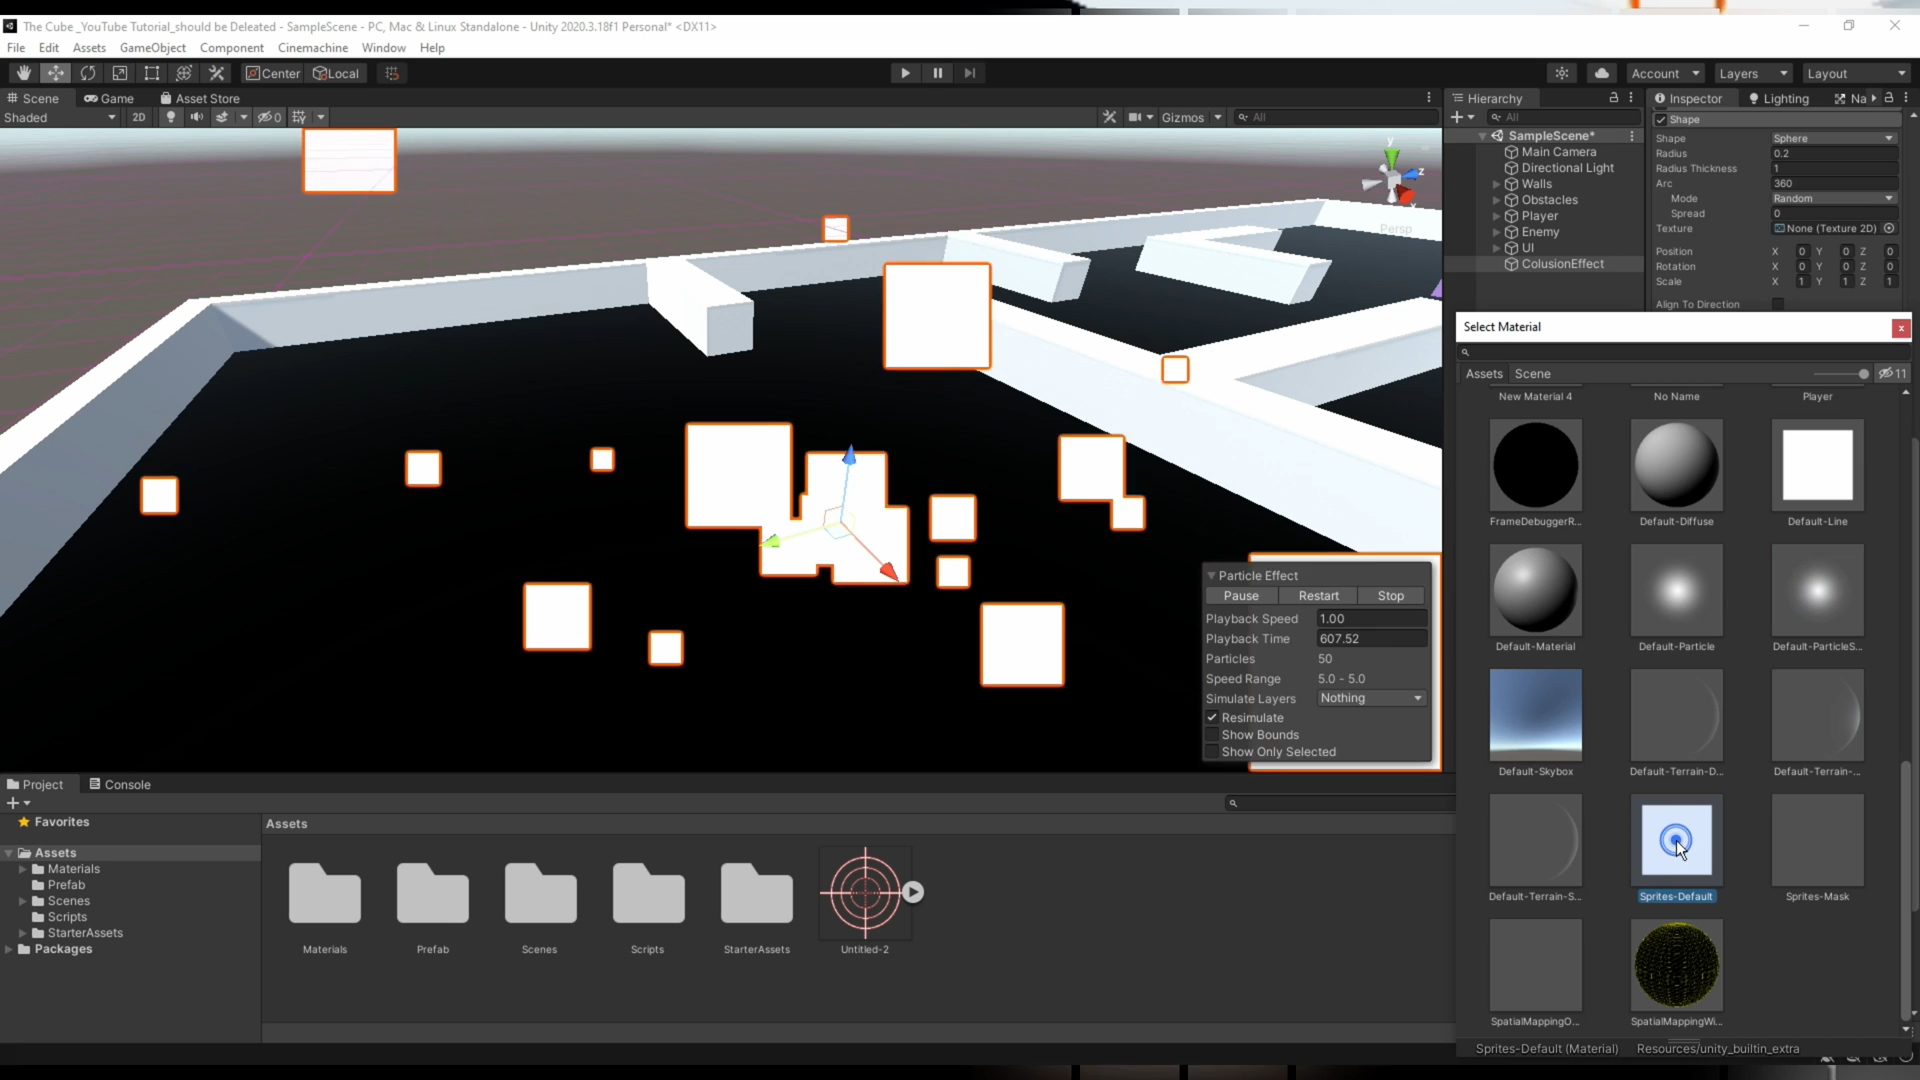 The Cube _YouTube Tutorial_should be Deleated - SampleScene - PC, Mac & Linux Standalone - Unity 2020.3.18f1 Personal* <DX11>
File Edit Assets GameObject Component Cinemachine Window Help
Center Local Account Layers Layout
Scene Game Asset Store
Shaded 2D 0 Gizmos All
Persp
y
z
x
Hierarchy
All
SampleScene*
Main Camera
Directional Light
Walls
Obstacles
Player
Enemy
UI
ColusionEffect
Inspector Lighting Na
Shape
Shape Sphere
Radius 0.2
Radius Thickness 1
Arc 360
Mode Random
Spread 0
Texture None (Texture 2D)
Position X 0 Y 0 Z 0
Rotation X 0 Y 0 Z 0
Scale X 1 Y 1 Z 1
Align To Direction
Particle Effect
Pause Restart Stop
Playback Speed 1.00
Playback Time 607.52
Particles 50
Speed Range 5.0 - 5.0
Simulate Layers Nothing
Resimulate
Show Bounds
Show Only Selected
Select Material
Assets Scene 11
New Material 4 No Name Player
FrameDebuggerR... Default-Diffuse Default-Line
Default-Material Default-Particle Default-ParticleS...
Default-Skybox Default-Terrain-D... Default-Terrain-...
Default-Terrain-S... Sprites-Default Sprites-Mask
SpatialMappingO... SpatialMappingWi...
Sprites-Default (Material) Resources/unity_builtin_extra
Project Console
Favorites
Assets
Materials
Prefab
Scenes
Scripts
StarterAssets
Packages
Assets
Materials Prefab Scenes Scripts StarterAssets Untitled-2